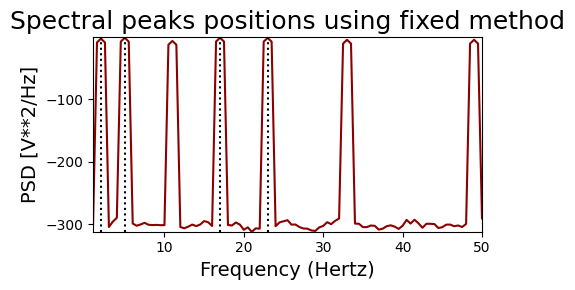 Spectral peaks positions using fixed method
PSD [V**2/Hz]
−100
−200
−300
10
20
30
40
50
Frequency (Hertz)